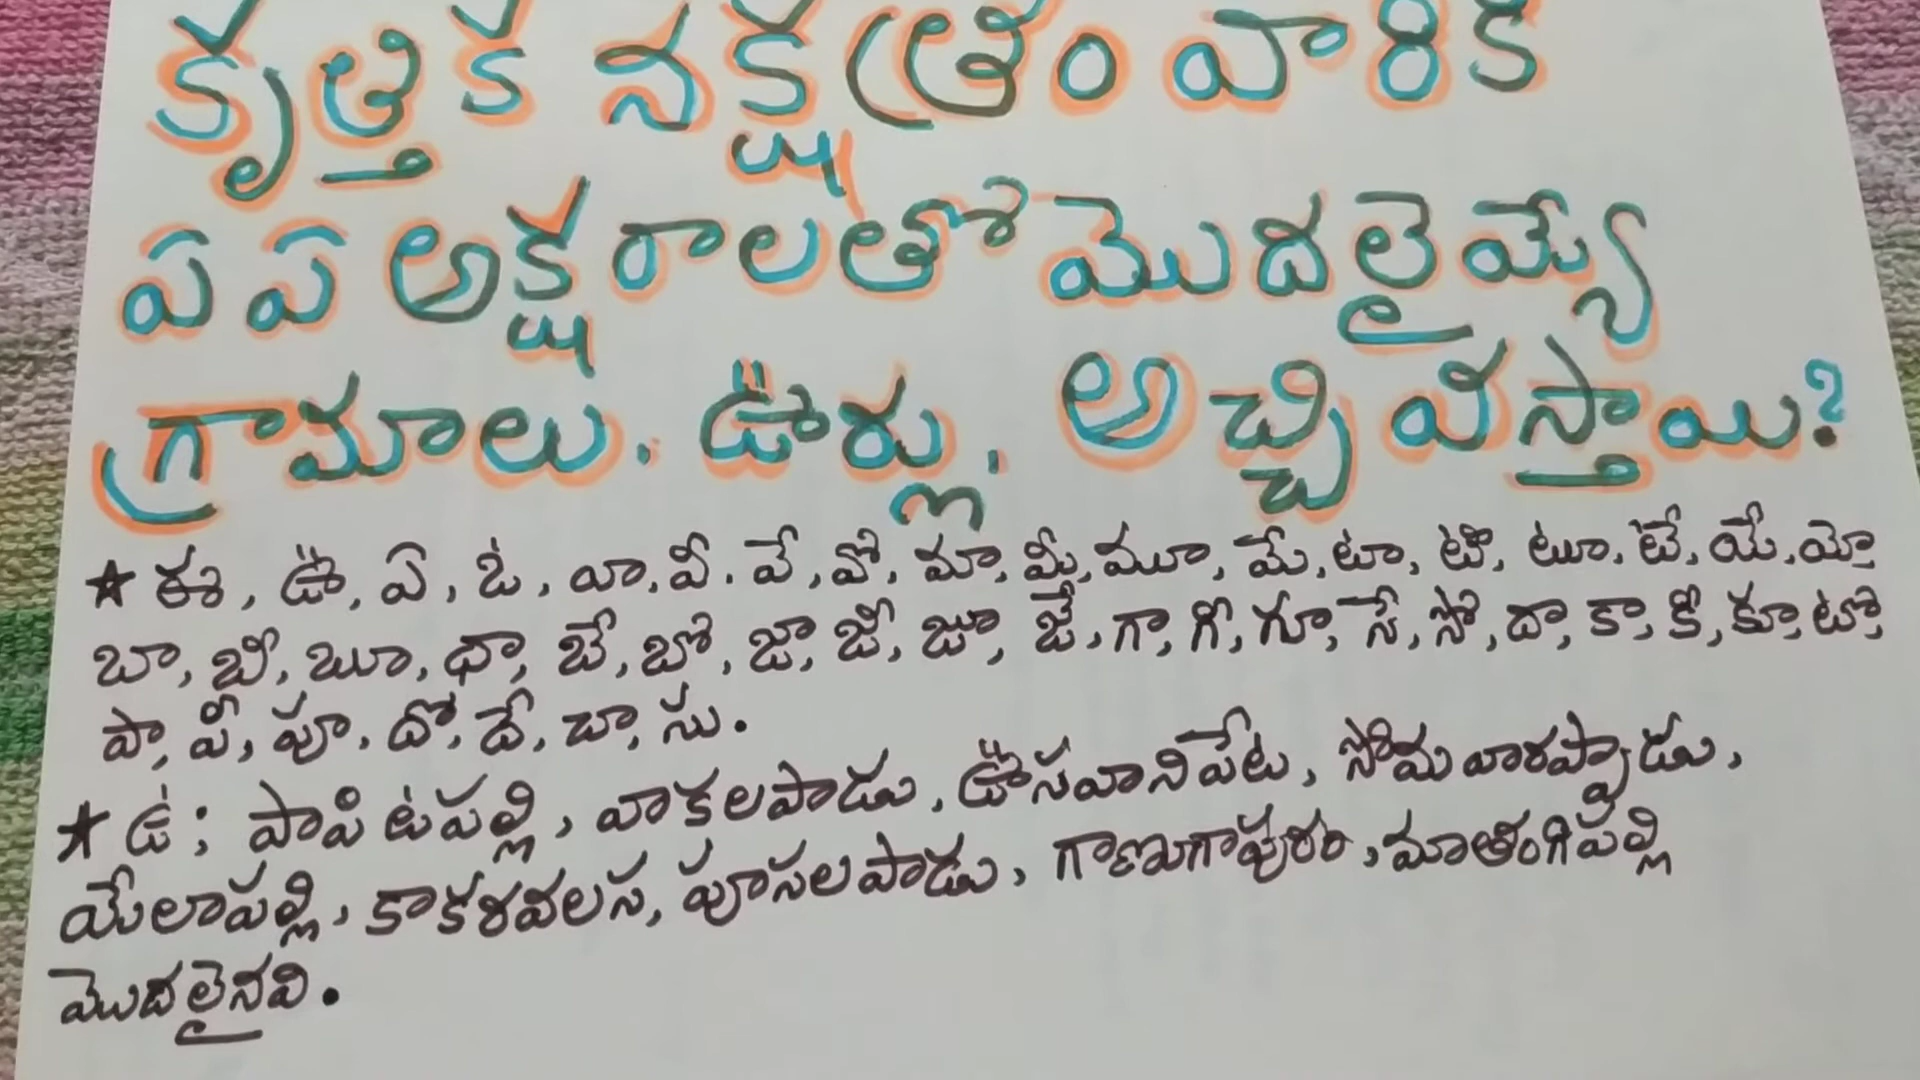 కృత్తిక నక్షత్రం వారికి
ఏ ఏ అక్షరాలతో మొదలైయ్యే
గ్రామాలు. ఊర్లు, అచ్చి వస్తాయి?
★ ఈ, ఊ, ఏ, ఓ, వా, వీ, వే, వో, మా, మీ, మూ, మే, టా, టీ, టూ, టే, యే, యో
బా, బీ, బూ, ధా, బే, బో, జా, జీ, జూ, జే, గా, గీ, గూ, సే, సో, దా, కా, కీ, కూ, టో,
పా, పీ, పూ, దో, దే, చా, సు.
★ ఉ: పాపిటపల్లి, వాకలపాడు, ఊసవానిపేట, సోమవారప్పాడు,
యేలాపల్లి, కాకశవలస, పూసలపాడు, గాణుగాపురం, మాతంగిపల్లి
మొదలైనవి.